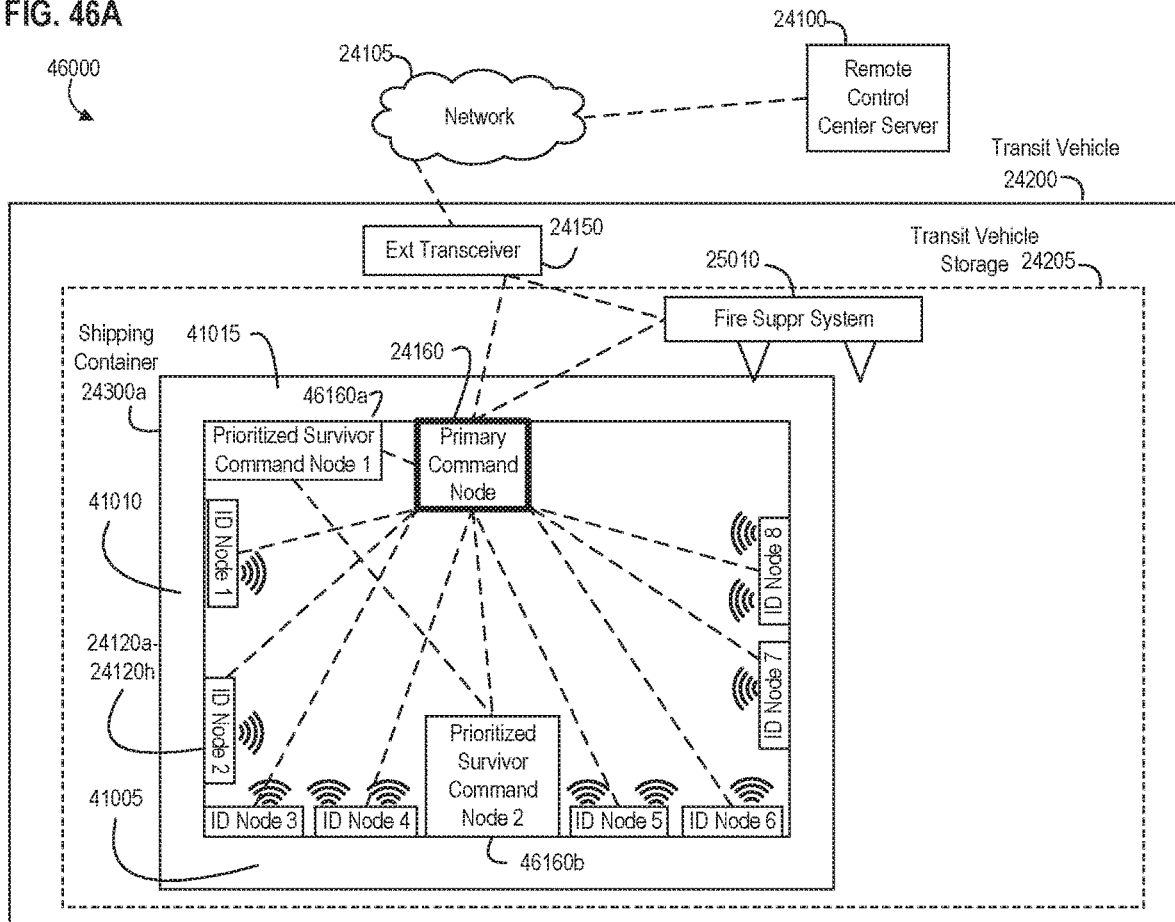 FIG. 46A
46000
24105
Network
24100
Remote
Control
Center Server
Transit Vehicle
24200
Ext Transceiver
24150
Transit Vehicle
Storage 24205
25010
Fire Suppr System
Shipping
Container
24300a
41015
24160
46160a
Prioritized Survivor
Command Node 1
Primary
Command
Node
41010
ID Node 1
ID Node 8
24120a-
24120h
ID Node 2
ID Node 7
Prioritized
Survivor
Command
Node 2
41005
ID Node 3
ID Node 4
ID Node 5
ID Node 6
46160b